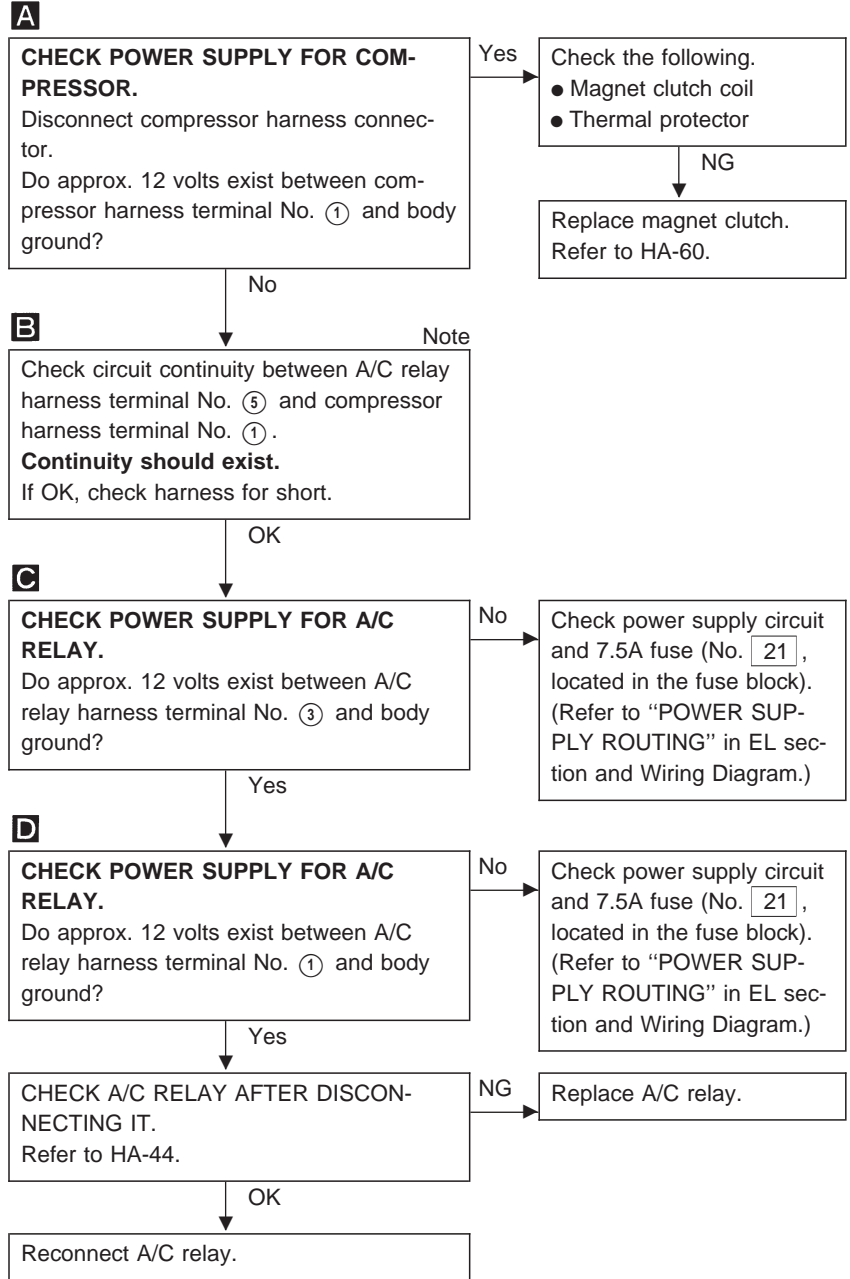 A
CHECK POWER SUPPLY FOR COM-
PRESSOR.
Disconnect compressor harness connec-
tor.
Do approx. 12 volts exist between com-
pressor harness terminal No. ① and body
ground?
Yes
Check the following.
● Magnet clutch coil
● Thermal protector
NG
Replace magnet clutch.
Refer to HA-60.
No
B
Note
Check circuit continuity between A/C relay
harness terminal No. ⑤ and compressor
harness terminal No. ①.
Continuity should exist.
If OK, check harness for short.
OK
C
CHECK POWER SUPPLY FOR A/C
RELAY.
Do approx. 12 volts exist between A/C
relay harness terminal No. ③ and body
ground?
No
Check power supply circuit
and 7.5A fuse (No. 21,
located in the fuse block).
(Refer to ‘‘POWER SUP-
PLY ROUTING’’ in EL sec-
tion and Wiring Diagram.)
Yes
D
CHECK POWER SUPPLY FOR A/C
RELAY.
Do approx. 12 volts exist between A/C
relay harness terminal No. ① and body
ground?
No
Check power supply circuit
and 7.5A fuse (No. 21,
located in the fuse block).
(Refer to ‘‘POWER SUP-
PLY ROUTING’’ in EL sec-
tion and Wiring Diagram.)
Yes
CHECK A/C RELAY AFTER DISCON-
NECTING IT.
Refer to HA-44.
NG
Replace A/C relay.
OK
Reconnect A/C relay.